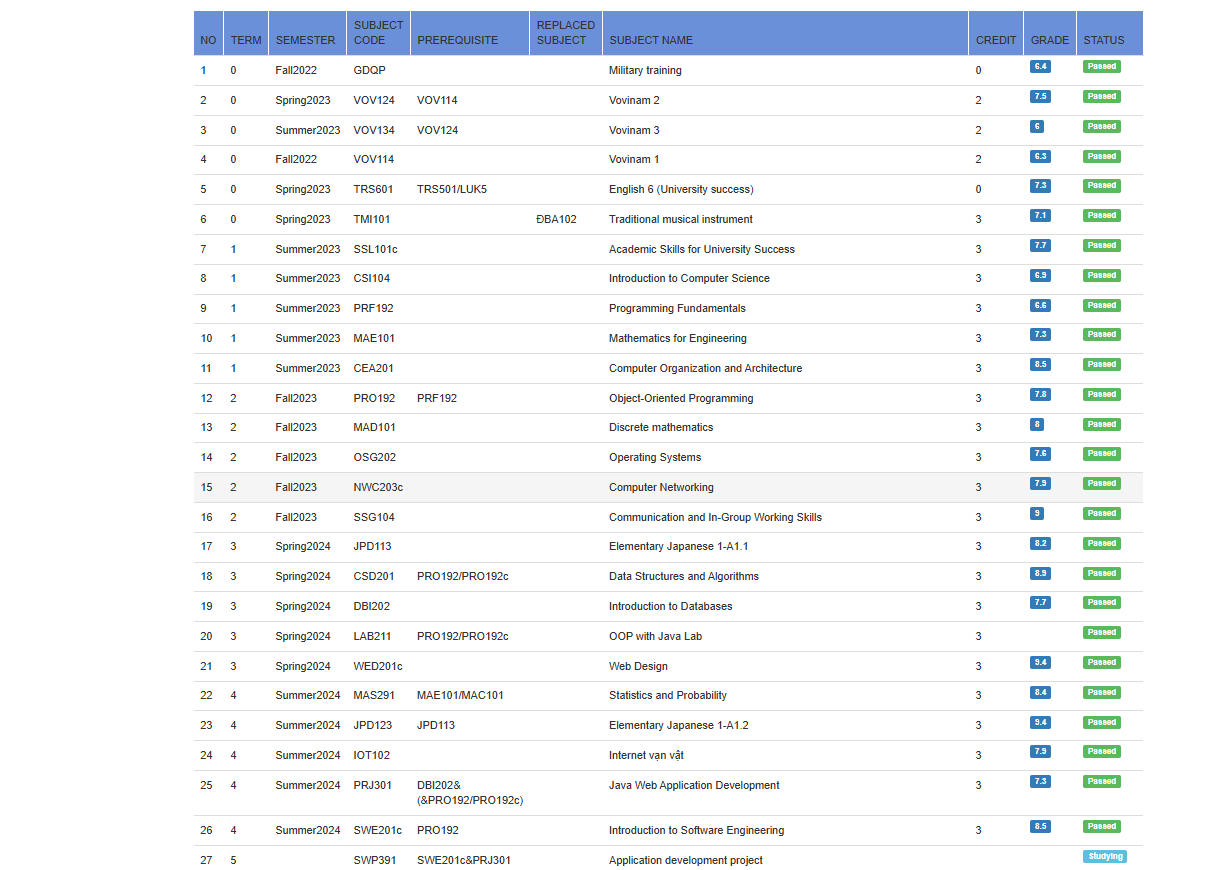 NO TERM SEMESTER SUBJECT CODE PREREQUISITE REPLACED SUBJECT SUBJECT NAME CREDIT GRADE STATUS
1 0 Fall2022 GDQP Military training 0 6.4 Passed
2 0 Spring2023 VOV124 VOV114 Vovinam 2 2 7.5 Passed
3 0 Summer2023 VOV134 VOV124 Vovinam 3 2 6 Passed
4 0 Fall2022 VOV114 Vovinam 1 2 6.3 Passed
5 0 Spring2023 TRS601 TRS501/LUK5 English 6 (University success) 0 7.3 Passed
6 0 Spring2023 TMI101 ĐBA102 Traditional musical instrument 3 7.1 Passed
7 1 Summer2023 SSL101c Academic Skills for University Success 3 7.7 Passed
8 1 Summer2023 CSI104 Introduction to Computer Science 3 6.9 Passed
9 1 Summer2023 PRF192 Programming Fundamentals 3 6.6 Passed
10 1 Summer2023 MAE101 Mathematics for Engineering 3 7.3 Passed
11 1 Summer2023 CEA201 Computer Organization and Architecture 3 8.5 Passed
12 2 Fall2023 PRO192 PRF192 Object-Oriented Programming 3 7.8 Passed
13 2 Fall2023 MAD101 Discrete mathematics 3 8 Passed
14 2 Fall2023 OSG202 Operating Systems 3 7.6 Passed
15 2 Fall2023 NWC203c Computer Networking 3 7.9 Passed
16 2 Fall2023 SSG104 Communication and In-Group Working Skills 3 9 Passed
17 3 Spring2024 JPD113 Elementary Japanese 1-A1.1 3 8.2 Passed
18 3 Spring2024 CSD201 PRO192/PRO192c Data Structures and Algorithms 3 8.9 Passed
19 3 Spring2024 DBI202 Introduction to Databases 3 7.7 Passed
20 3 Spring2024 LAB211 PRO192/PRO192c OOP with Java Lab 3 Passed
21 3 Spring2024 WED201c Web Design 3 9.4 Passed
22 4 Summer2024 MAS291 MAE101/MAC101 Statistics and Probability 3 8.4 Passed
23 4 Summer2024 JPD123 JPD113 Elementary Japanese 1-A1.2 3 9.4 Passed
24 4 Summer2024 IOT102 Internet vạn vật 3 7.9 Passed
25 4 Summer2024 PRJ301 DBI202& Java Web Application Development 3 7.3 Passed
(&PRO192/PRO192c)
26 4 Summer2024 SWE201c PRO192 Introduction to Software Engineering 3 8.5 Passed
27 5 SWP391 SWE201c&PRJ301 Application development project Studying